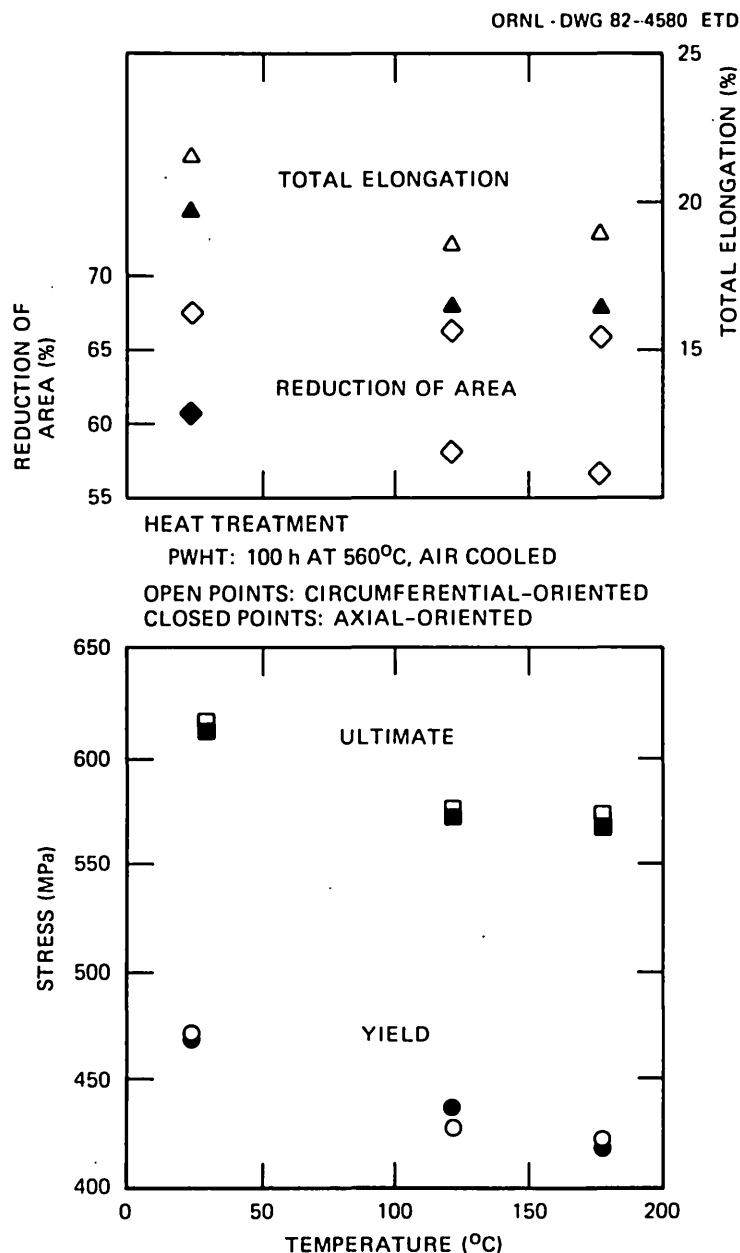 ORNL-DWG 82-4580 ETD
25
TOTAL ELONGATION
20
70
65
15
REDUCTION OF AREA
60
55
REDUCTION OF
AREA (%)
TOTAL ELONGATION (%)
HEAT TREATMENT
PWHT: 100 h AT 560°C, AIR COOLED
OPEN POINTS: CIRCUMFERENTIAL-ORIENTED
CLOSED POINTS: AXIAL-ORIENTED
650
ULTIMATE
600
550
STRESS (MPa)
500
YIELD
450
400
0 50 100 150 200
TEMPERATURE (°C)